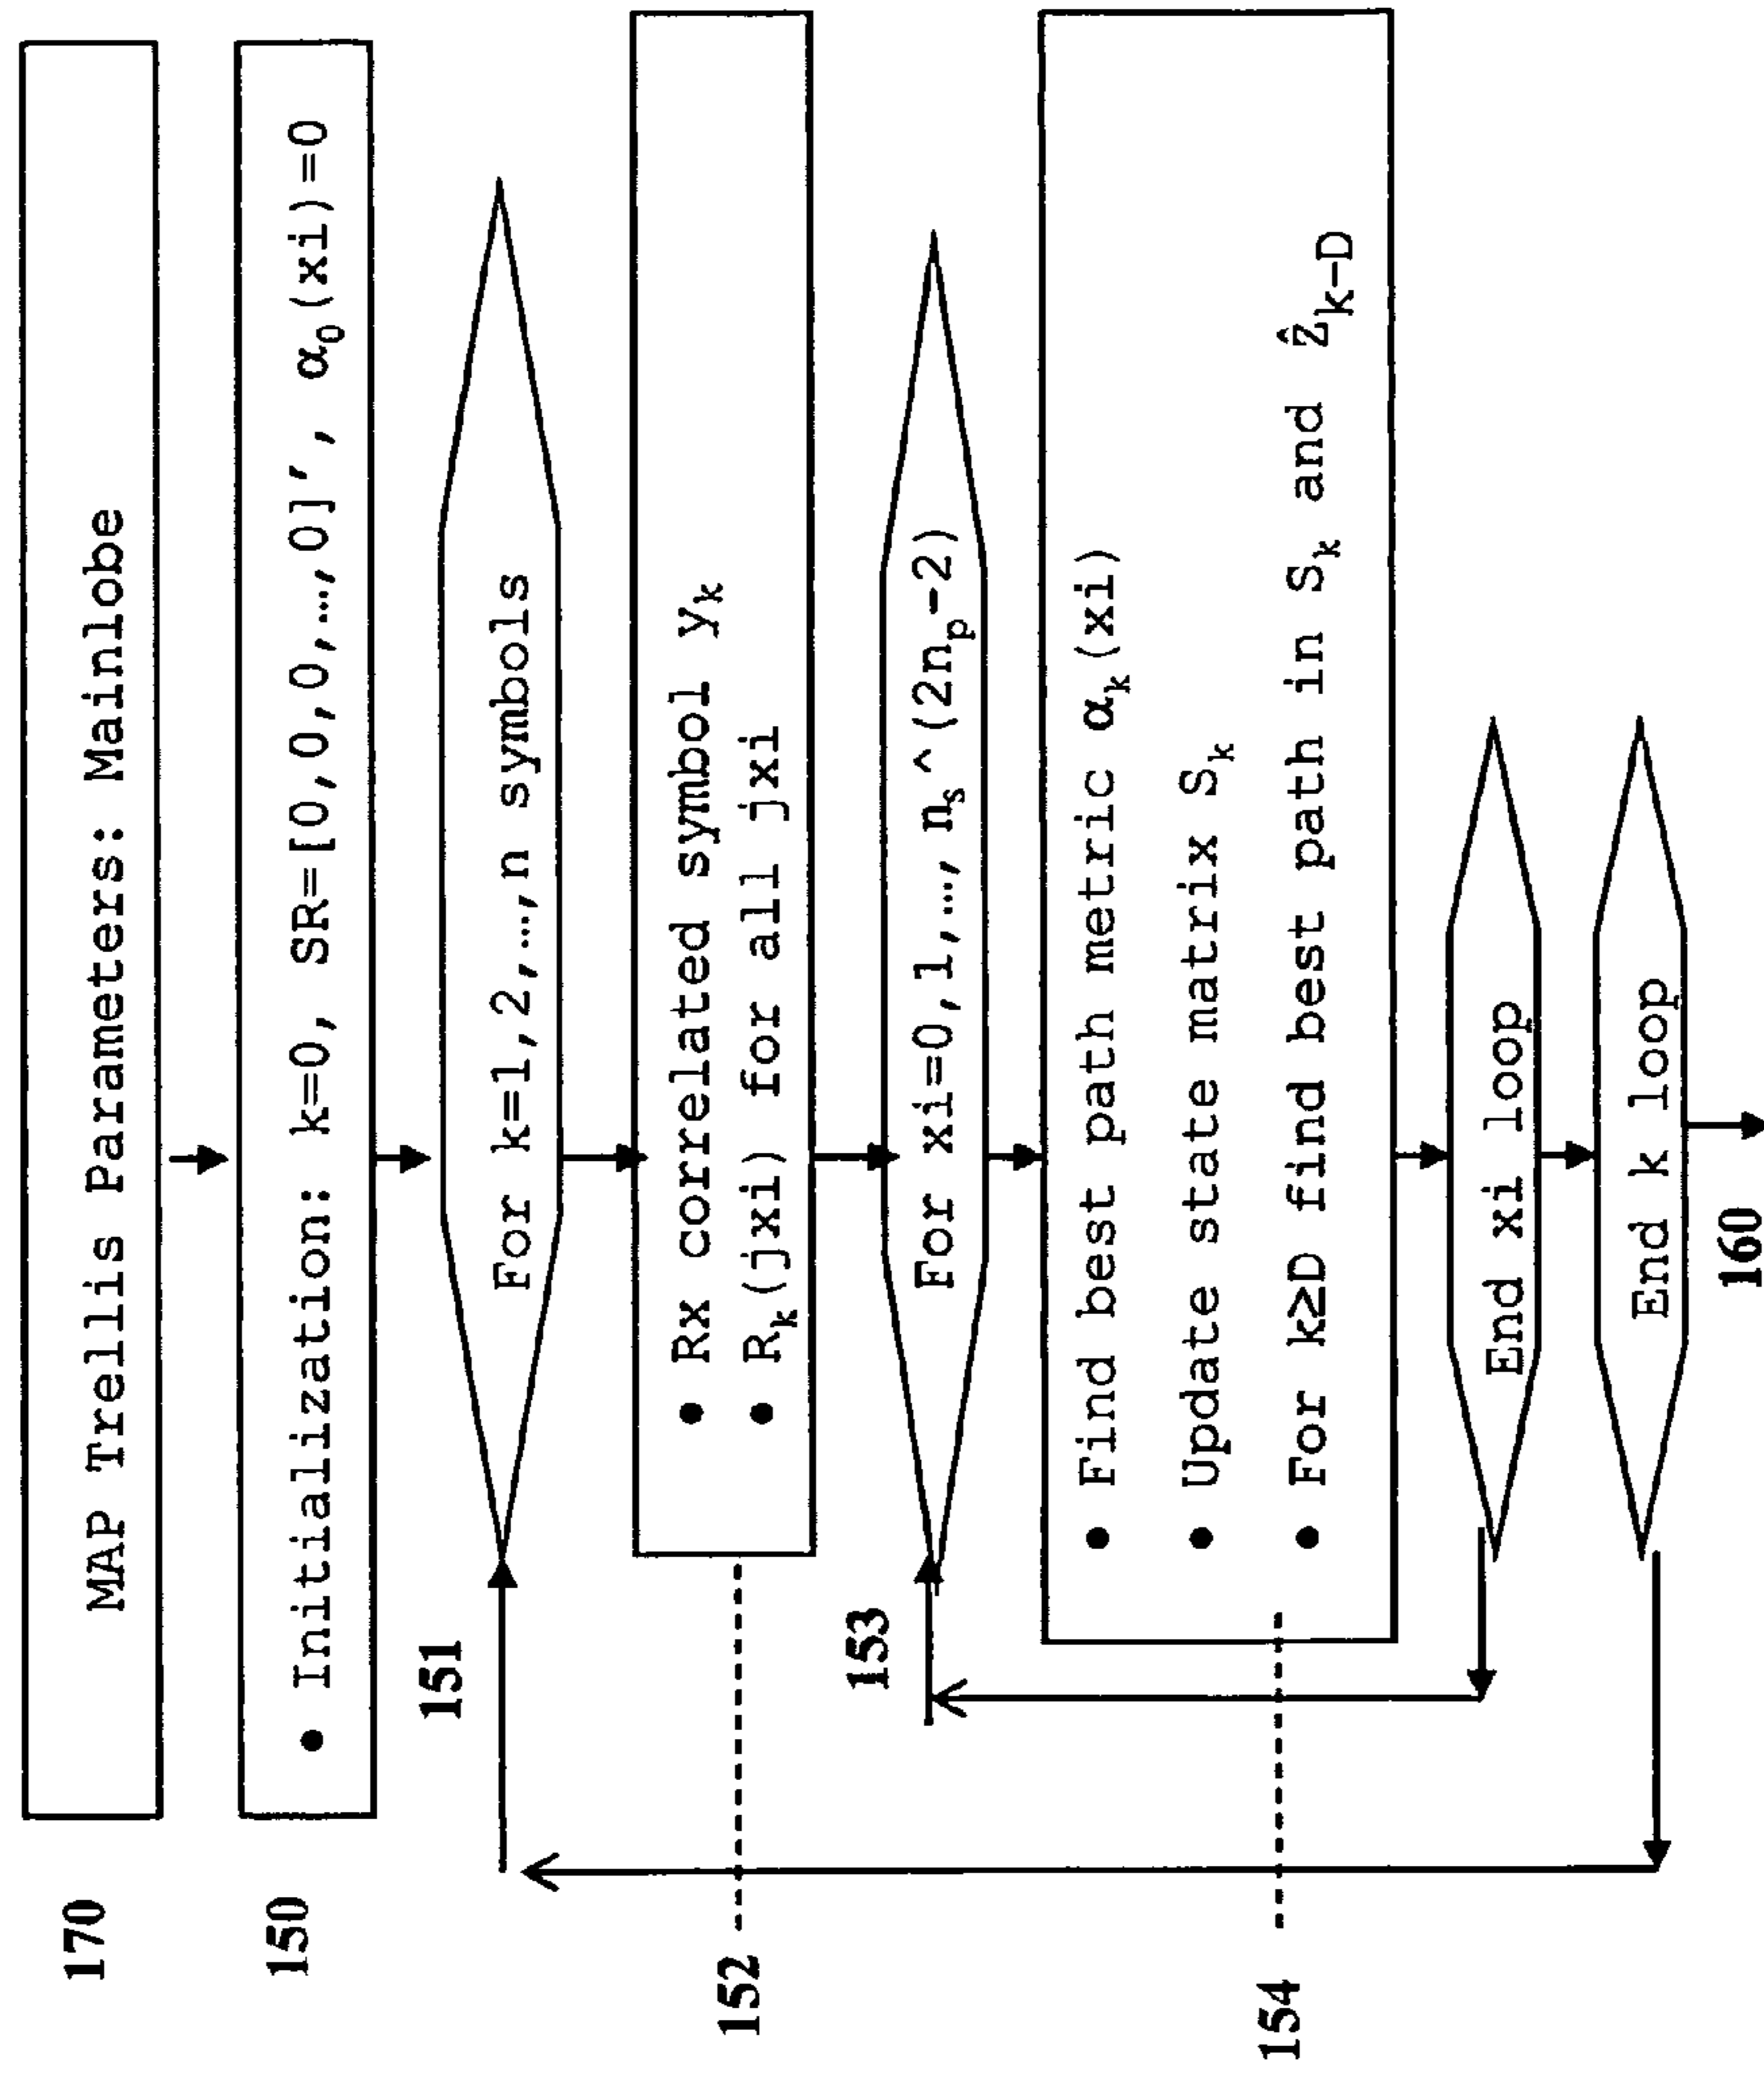 170
MAP Trellis Parameters: Mainlobe
150
• Initialization: k=0, SR=[0,0,0,0,…,0]′, α₀(xi)=0
151
For k=1,2,…,n symbols
152
• Rx correlated symbol yₖ
• Rₖ(jxi) for all jxi
153
For xi=0,1,…,nₛ^(2nₚ-2)
154
• Find best path metric αₖ(xi)
• Update state matrix Sₖ
• For k≥D find best path in Sₖ and Ẑk-D
End xi loop
End k loop
160